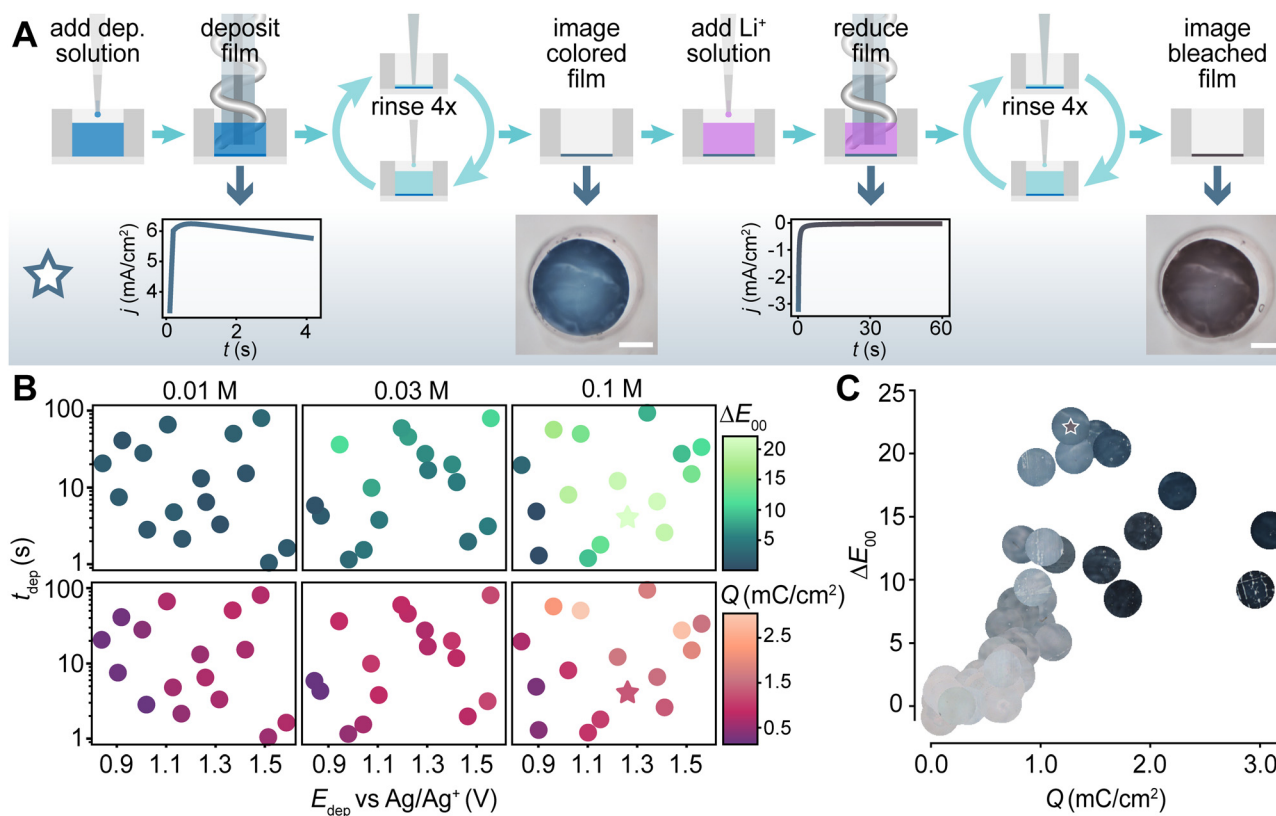 A
add dep.
solution
deposit
film
rinse 4x
image
colored
film
add Li⁺
solution
reduce
film
rinse 4x
image
bleached
film
j (mA/cm²)
6
5
4
0
2
4
t (s)
j (mA/cm²)
0
-1
-2
-3
0
30
60
t (s)
B
0.01 M
0.03 M
0.1 M
t_dep (s)
100
10
1
ΔE₀₀
20
15
10
5
100
10
1
Q (mC/cm²)
2.5
1.5
0.5
0.9 1.1 1.3 1.5
0.9 1.1 1.3 1.5
0.9 1.1 1.3 1.5
E_dep vs Ag/Ag⁺ (V)
C
ΔE₀₀
25
20
15
10
5
0
0.0 1.0 2.0 3.0
Q (mC/cm²)